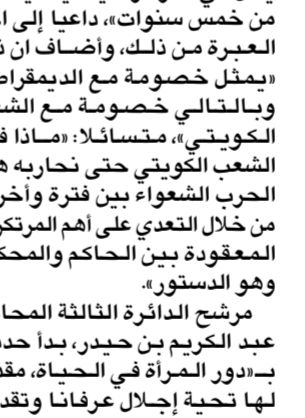 من خمس سنوات»، داعيا إلى
العبرة من ذلك، وأضاف ان
«يمثل خصومة مع الديمقراط
وبالتالي خصومة مع الش
الكويتي»، متسائلا: «ماذا ف
الشعب الكويتي حتى نحاربه ه
الحرب الشعواء بين فترة وأخر
من خلال التعدي على أهم المرتكز
المعقودة بين الحاكم والمحك
وهو الدستور».
مرشح الدائرة الثالثة المحا
عبد الكريم بن حيدر، بدأ حد
بـ«دور المرأة في الحياة، مقد
لها تحية إجلال عرفانا وتقد